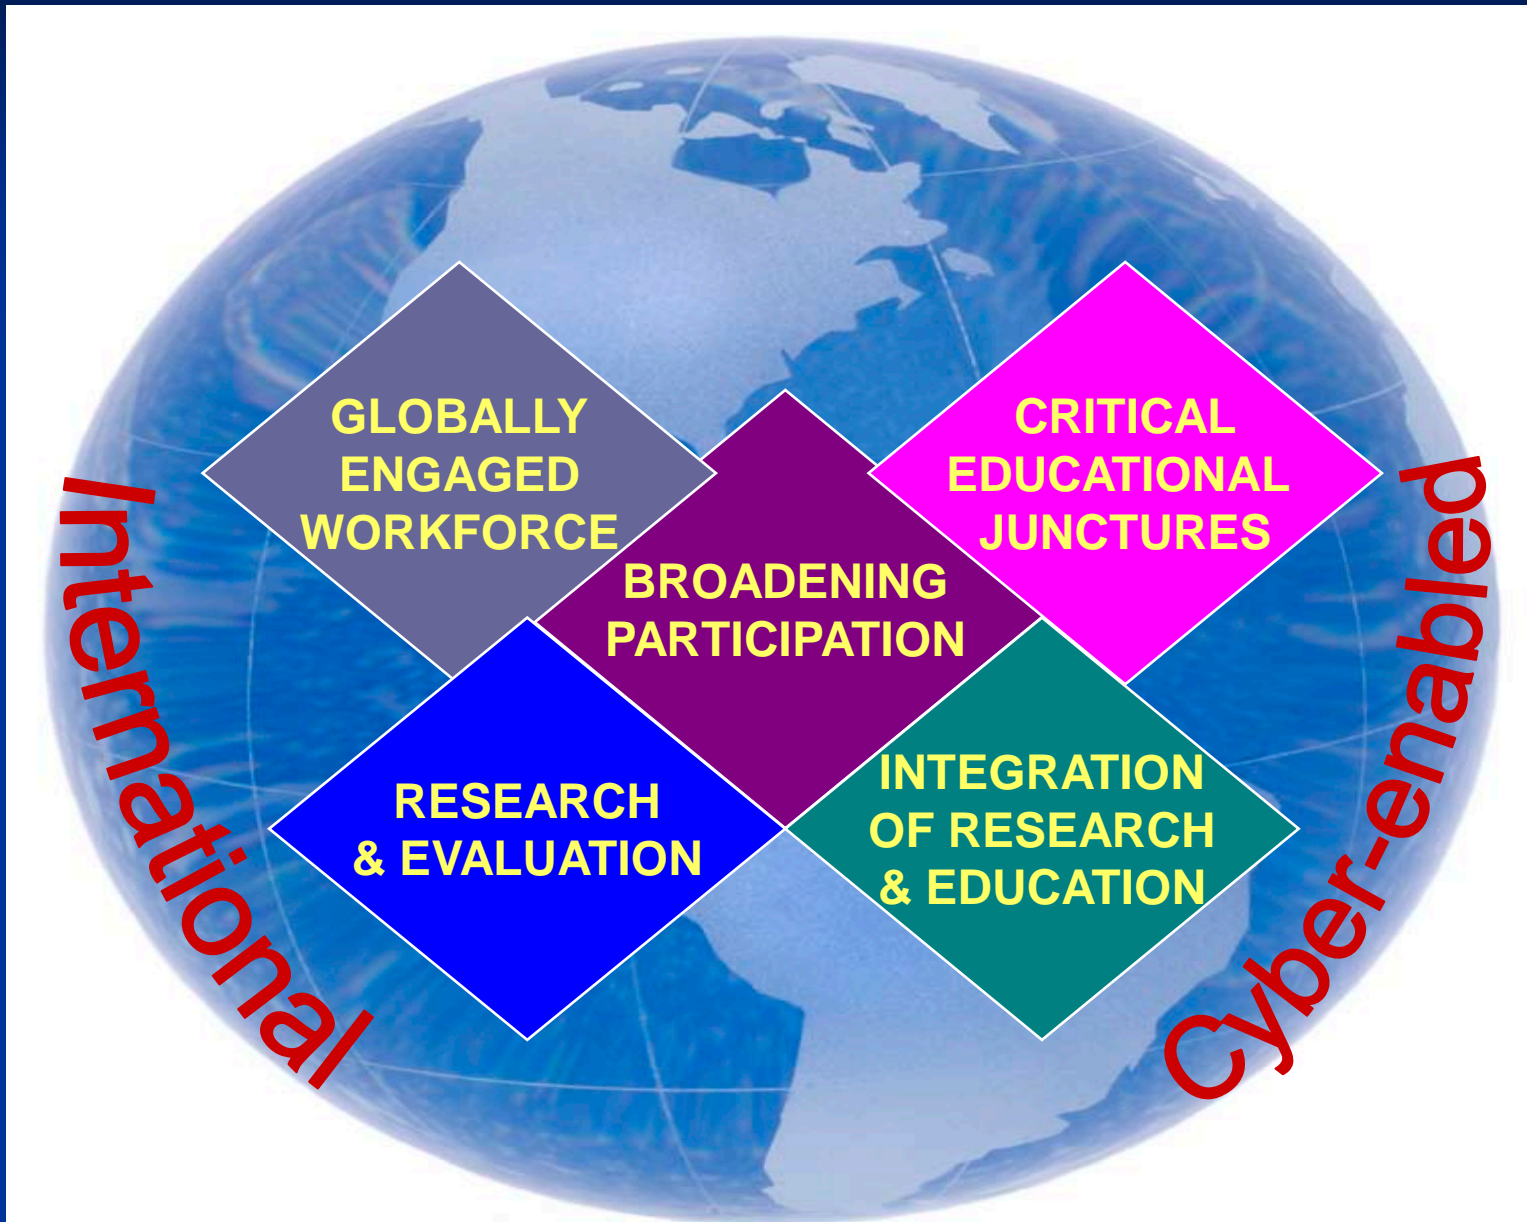 GLOBALLY
ENGAGED
WORKFORCE
CRITICAL
EDUCATIONAL
JUNCTURES
BROADENING
PARTICIPATION
RESEARCH
& EVALUATION
INTEGRATION
OF RESEARCH
& EDUCATION
International
Cyber-enabled